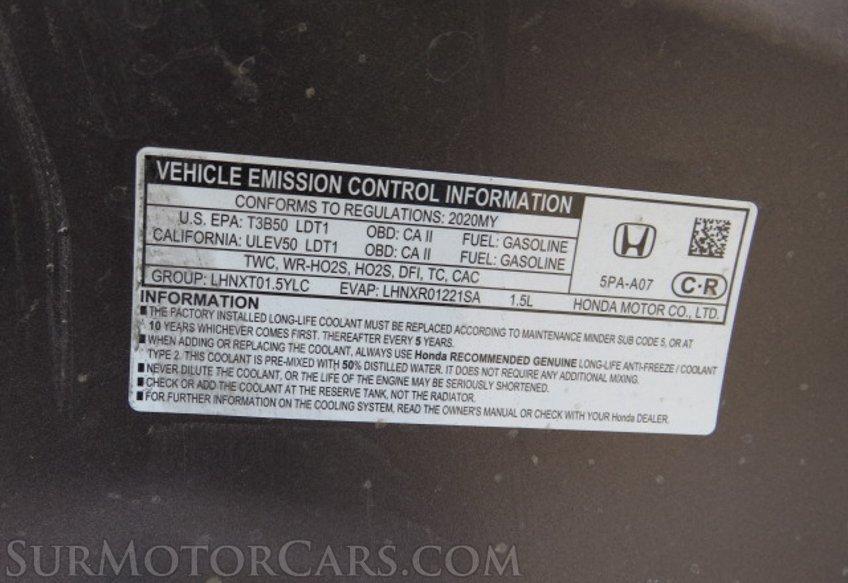 VEHICLE EMISSION CONTROL INFORMATION
CONFORMS TO REGULATIONS: 2020MY
U.S. EPA: T3B50 LDT1 OBD: CA II FUEL: GASOLINE
CALIFORNIA: ULEV50 LDT1 OBD: CA II FUEL: GASOLINE
TWC, WR-HO2S, HO2S, DFI, TC, CAC
GROUP: LHNXT01.5YLC EVAP: LHNXR01221SA 1.5L
5PA-A07 C·R
HONDA MOTOR CO., LTD.
INFORMATION
■ THE FACTORY INSTALLED LONG-LIFE COOLANT MUST BE REPLACED ACCORDING TO MAINTENANCE MINDER SUB CODE 5, OR AT
10 YEARS WHICHEVER COMES FIRST. THEREAFTER EVERY 5 YEARS.
■ WHEN ADDING OR REPLACING THE COOLANT, ALWAYS USE Honda RECOMMENDED GENUINE LONG-LIFE ANTI-FREEZE / COOLANT
TYPE 2. THIS COOLANT IS PRE-MIXED WITH 50% DISTILLED WATER. IT DOES NOT REQUIRE ANY ADDITIONAL MIXING.
■ NEVER DILUTE THE COOLANT, OR THE LIFE OF THE ENGINE MAY BE SERIOUSLY SHORTENED.
■ CHECK OR ADD THE COOLANT AT THE RESERVE TANK, NOT THE RADIATOR.
■ FOR FURTHER INFORMATION ON THE COOLING SYSTEM, READ THE OWNER'S MANUAL OR CHECK WITH YOUR Honda DEALER.
SURMOTORCARS.COM